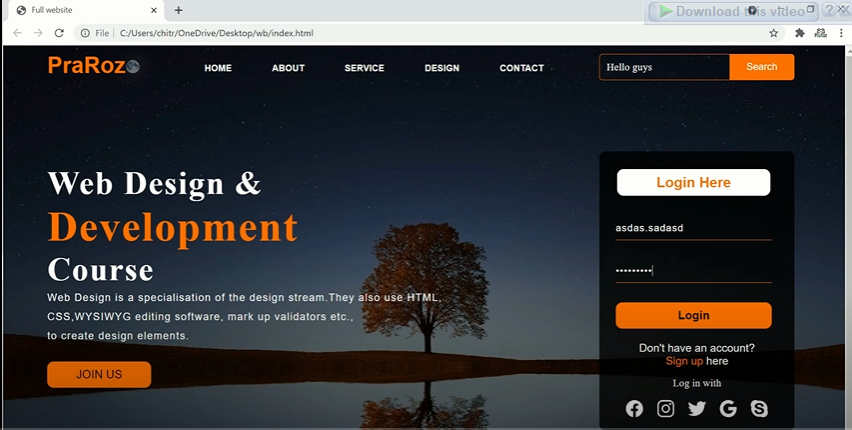 Full website
Download this video
File C:/Users/chitr/OneDrive/Desktop/wb/index.html
PraRoz
HOME ABOUT SERVICE DESIGN CONTACT
Hello guys Search
Web Design &
Development
Course
Web Design is a specialisation of the design stream.They also use HTML,
CSS,WYSIWYG editing software, mark up validators etc.,
to create design elements.
JOIN US
Login Here
asdas.sadasd
•••••••••
Login
Don't have an account?
Sign up here
Log in with